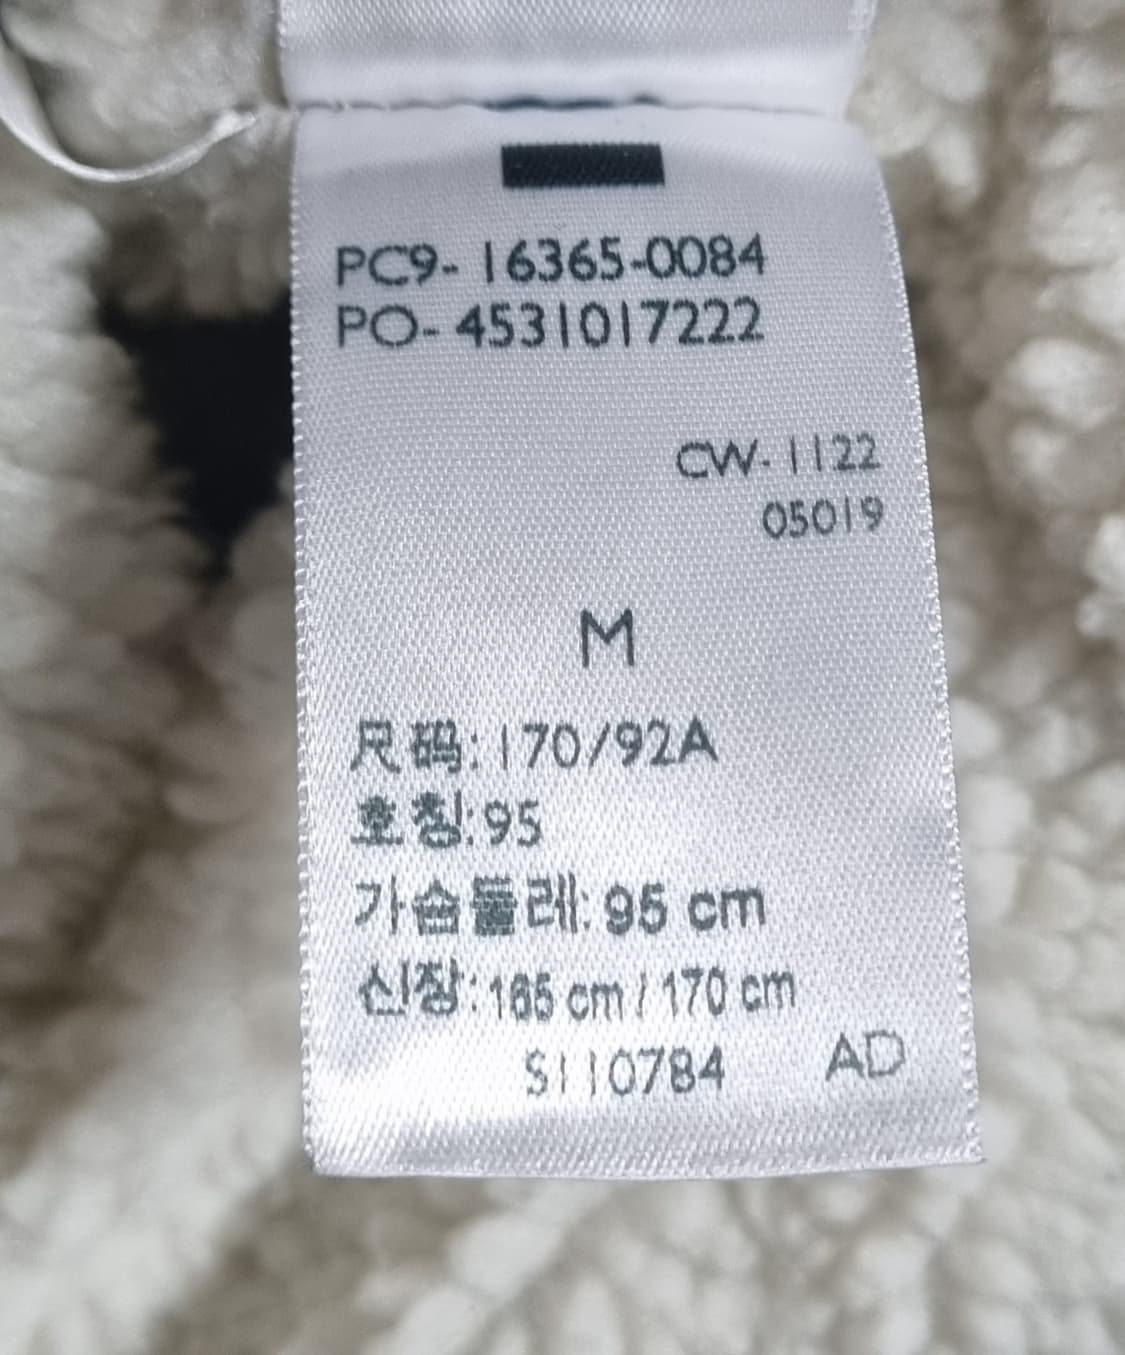 PC9-16365-0084
PO-4531017222
CW-1122
05019
M
尺码:170/92A
호칭:95
가슴둘레:95 cm
신장:165 cm/170 cm
S110784 AD